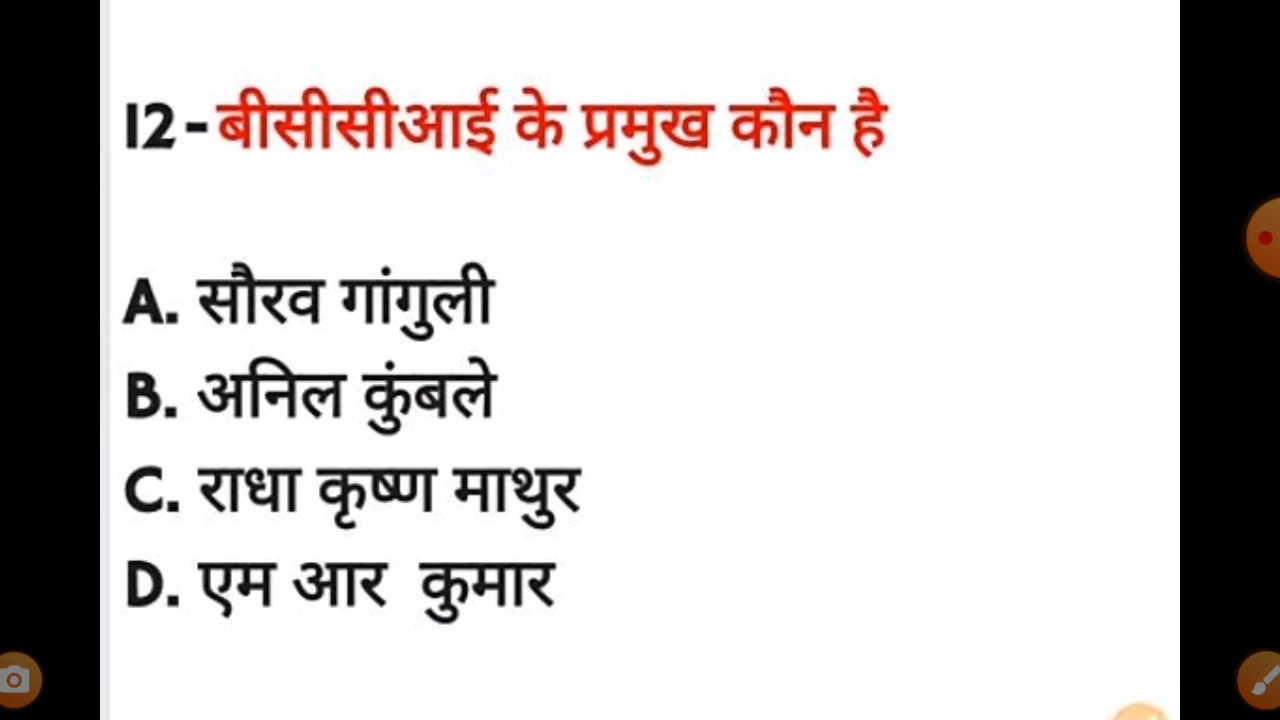 12-बीसीसीआई के प्रमुख कौन है
A. सौरव गांगुली
B. अनिल कुंबले
C. राधा कृष्ण माथुर
D. एम आर कुमार